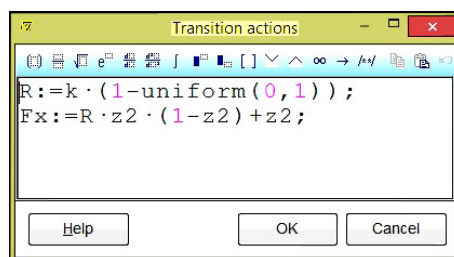 Transition actions
R:=k·(1-uniform(0,1));
Fx:=R·z2·(1-z2)+z2;
Help
OK
Cancel